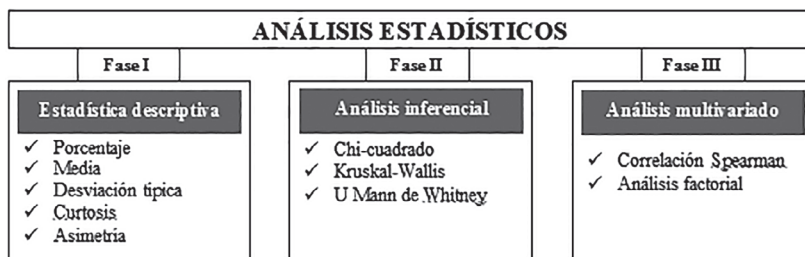 ANÁLISIS ESTADÍSTICOS
Fase I
Estadística descriptiva
✓ Porcentaje
✓ Media
✓ Desviación típica
✓ Curtosis
✓ Asimetría
Fase II
Análisis inferencial
✓ Chi-cuadrado
✓ Kruskal-Wallis
✓ U Mann de Whitney
Fase III
Análisis multivariado
✓ Correlación Spearman
✓ Análisis factorial